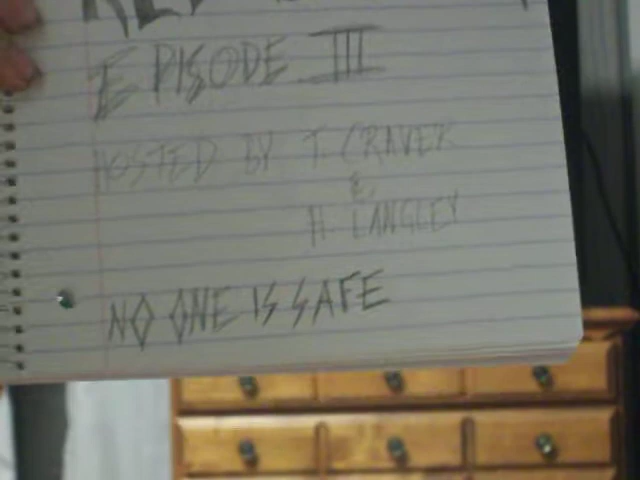 EPISODE III
HOSTED BY T. CRAVER
&
H. LANGLEY
NO ONE IS SAFE